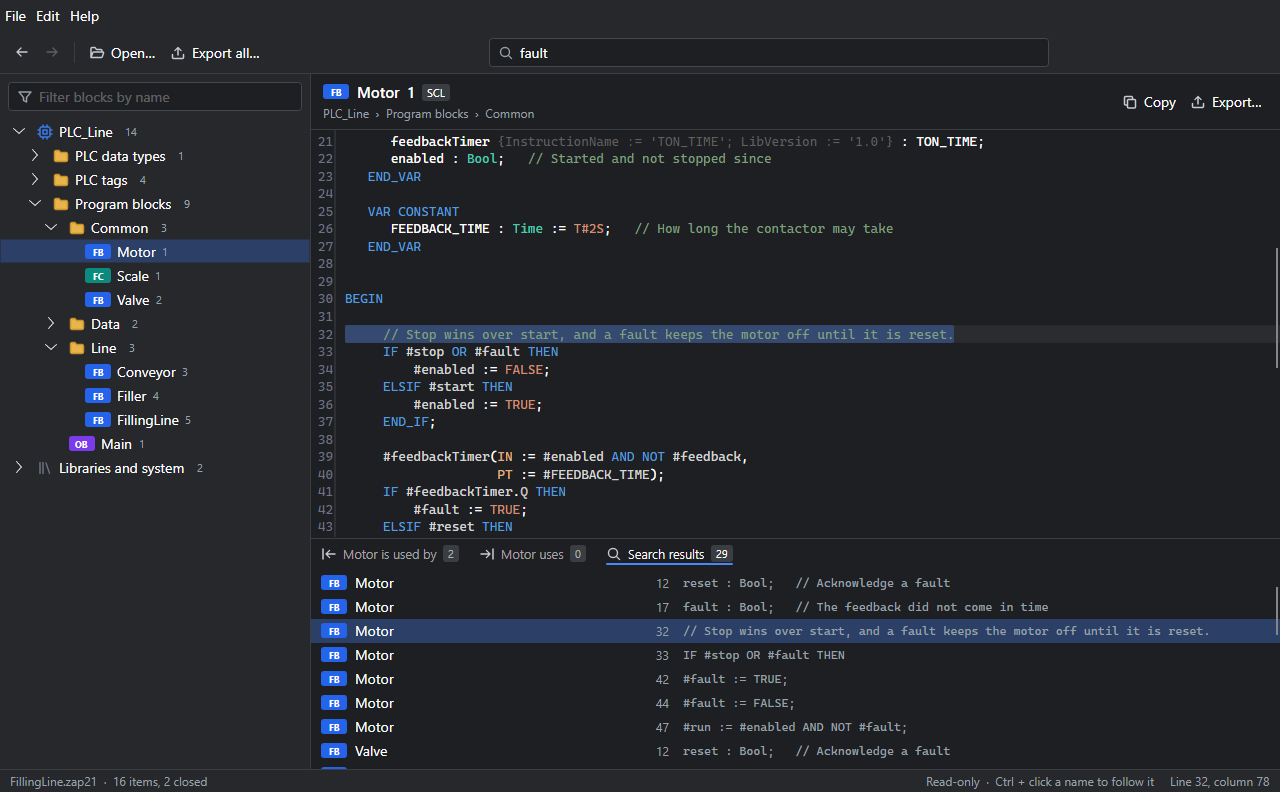 File Edit Help
Open... Export all... fault
Filter blocks by name
PLC_Line 14
PLC data types 1
PLC tags 4
Program blocks 9
Common 3
FB Motor 1
FC Scale 1
FB Valve 2
Data 2
Line 3
FB Conveyor 3
FB Filler 4
FB FillingLine 5
OB Main 1
Libraries and system 2
FB Motor 1 SCL
PLC_Line › Program blocks › Common
Copy Export...
21 feedbackTimer {InstructionName := 'TON_TIME'; LibVersion := '1.0'} : TON_TIME;
22 enabled : Bool; // Started and not stopped since
23 END_VAR
24
25 VAR CONSTANT
26 FEEDBACK_TIME : Time := T#2S; // How long the contactor may take
27 END_VAR
28
29
30 BEGIN
31
32 // Stop wins over start, and a fault keeps the motor off until it is reset.
33 IF #stop OR #fault THEN
34 #enabled := FALSE;
35 ELSIF #start THEN
36 #enabled := TRUE;
37 END_IF;
38
39 #feedbackTimer(IN := #enabled AND NOT #feedback,
40 PT := #FEEDBACK_TIME);
41 IF #feedbackTimer.Q THEN
42 #fault := TRUE;
43 ELSIF #reset THEN
Motor is used by 2 Motor uses 0 Search results 29
FB Motor 12 reset : Bool; // Acknowledge a fault
FB Motor 17 fault : Bool; // The feedback did not come in time
FB Motor 32 // Stop wins over start, and a fault keeps the motor off until it is reset.
FB Motor 33 IF #stop OR #fault THEN
FB Motor 42 #fault := TRUE;
FB Motor 44 #fault := FALSE;
FB Motor 47 #run := #enabled AND NOT #fault;
FB Valve 12 reset : Bool; // Acknowledge a fault
FillingLine.zap21 · 16 items, 2 closed
Read-only · Ctrl + click a name to follow it Line 32, column 78